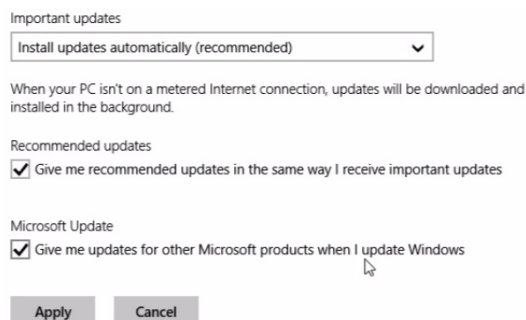 Important updates
Install updates automatically (recommended)
When your PC isn't on a metered Internet connection, updates will be downloaded and
installed in the background.
Recommended updates
Give me recommended updates in the same way I receive important updates
Microsoft Update
Give me updates for other Microsoft products when I update Windows
Apply Cancel